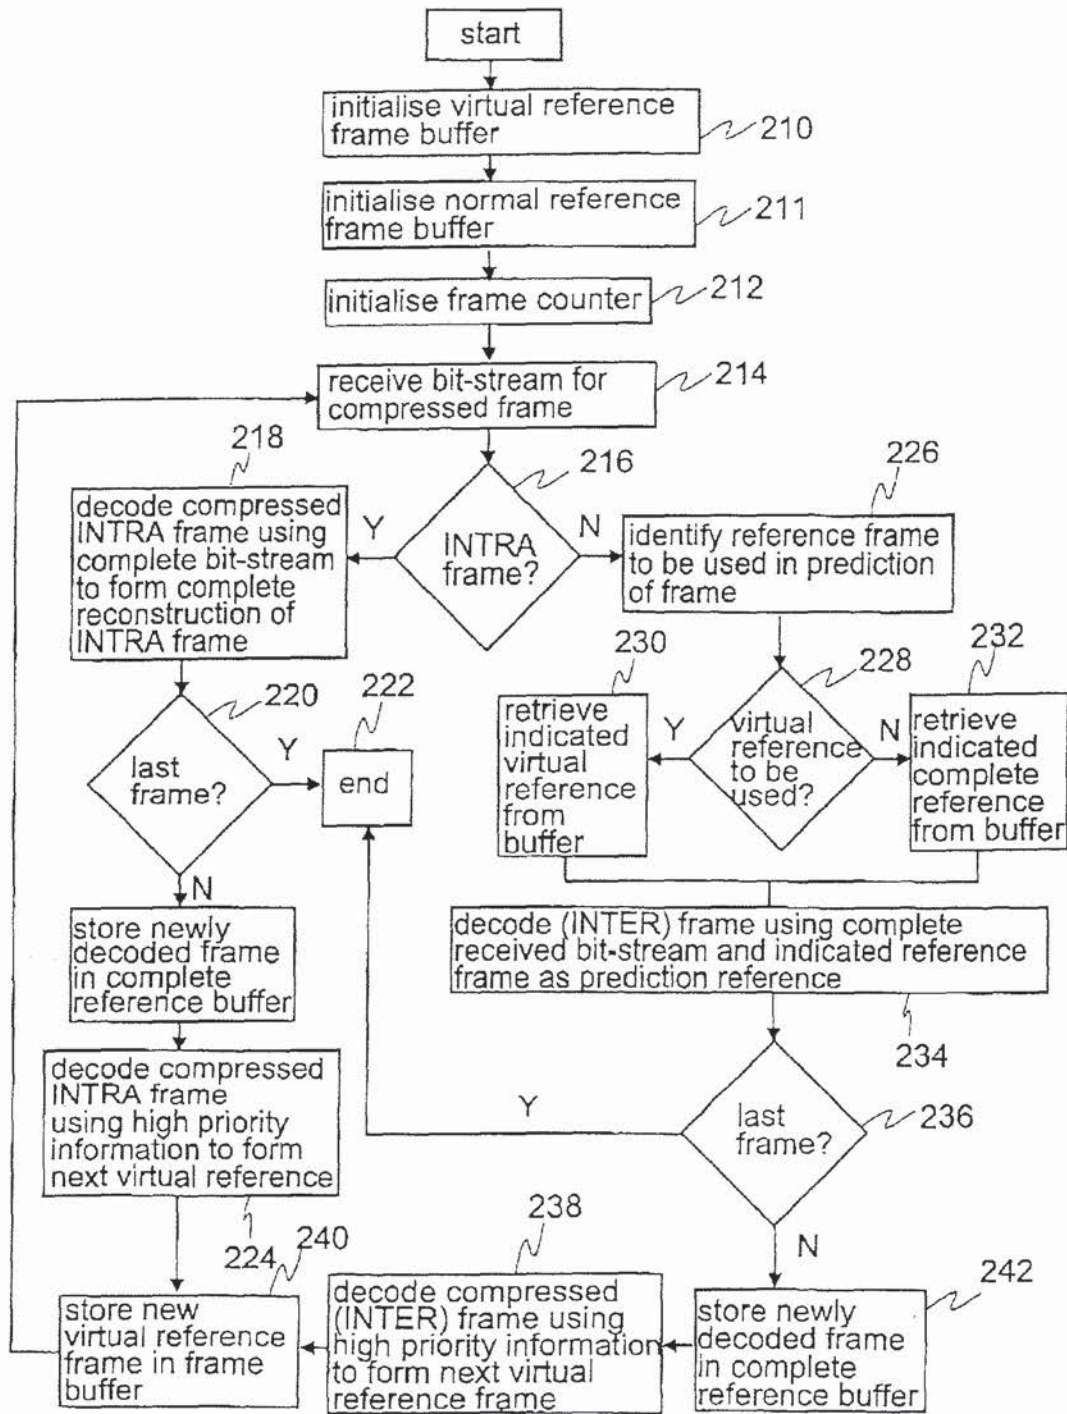 start
initialise virtual reference
frame buffer
210
initialise normal reference
frame buffer
211
initialise frame counter
212
receive bit-stream for
compressed frame
214
216
INTRA
frame?
Y
N
218
decode compressed
INTRA frame using
complete bit-stream
to form complete
reconstruction of
INTRA frame
226
identify reference frame
to be used in prediction
of frame
220
last
frame?
Y
N
222
end
228
virtual
reference
to be
used?
Y
N
230
retrieve
indicated
virtual
reference
from
buffer
232
retrieve
indicated
complete
reference
from buffer
store newly
decoded frame
in complete
reference buffer
decode (INTER) frame using complete
received bit-stream and indicated reference
frame as prediction reference
234
decode compressed
INTRA frame
using high priority
information to form
next virtual reference
224
last
frame?
236
Y
N
240
store new
virtual reference
frame in frame
buffer
238
decode compressed
(INTER) frame using
high priority information
to form next virtual
reference frame
242
store newly
decoded frame
in complete
reference buffer